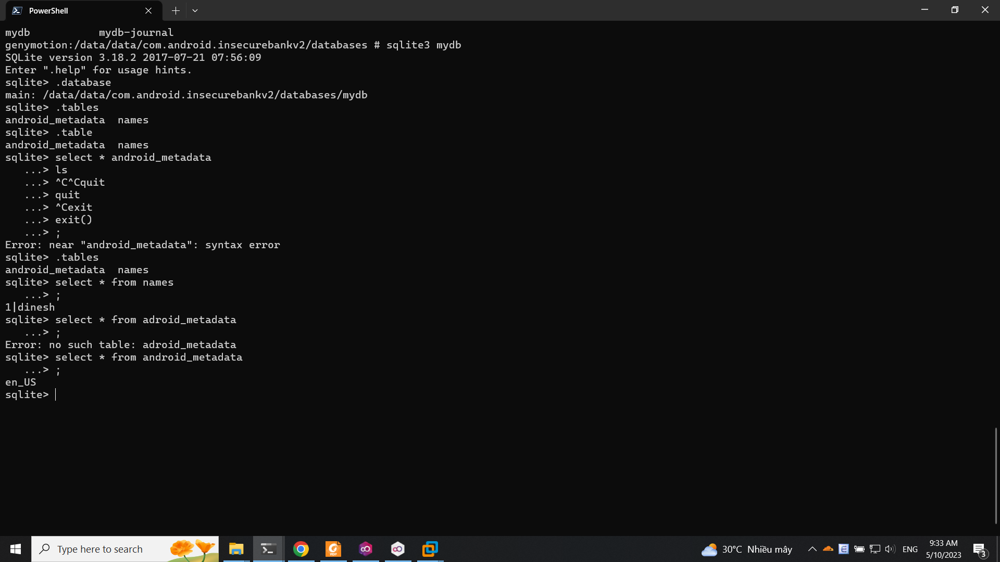 PowerShell
mydb           mydb-journal
genymotion:/data/data/com.android.insecurebankv2/databases # sqlite3 mydb
SQLite version 3.18.2 2017-07-21 07:56:09
Enter ".help" for usage hints.
sqlite> .database
main: /data/data/com.android.insecurebankv2/databases/mydb
sqlite> .tables
android_metadata  names
sqlite> .table
android_metadata  names
sqlite> select * android_metadata
   ...> ls
   ...> ^C^Cquit
   ...> quit
   ...> ^Cexit
   ...> exit()
   ...> ;
Error: near "android_metadata": syntax error
sqlite> .tables
android_metadata  names
sqlite> select * from names
   ...> ;
1|dinesh
sqlite> select * from adroid_metadata
   ...> ;
Error: no such table: adroid_metadata
sqlite> select * from android_metadata
   ...> ;
en_US
sqlite>
Type here to search
PDF
30°C Nhiều mây
ENG
9:33 AM
5/10/2023
3